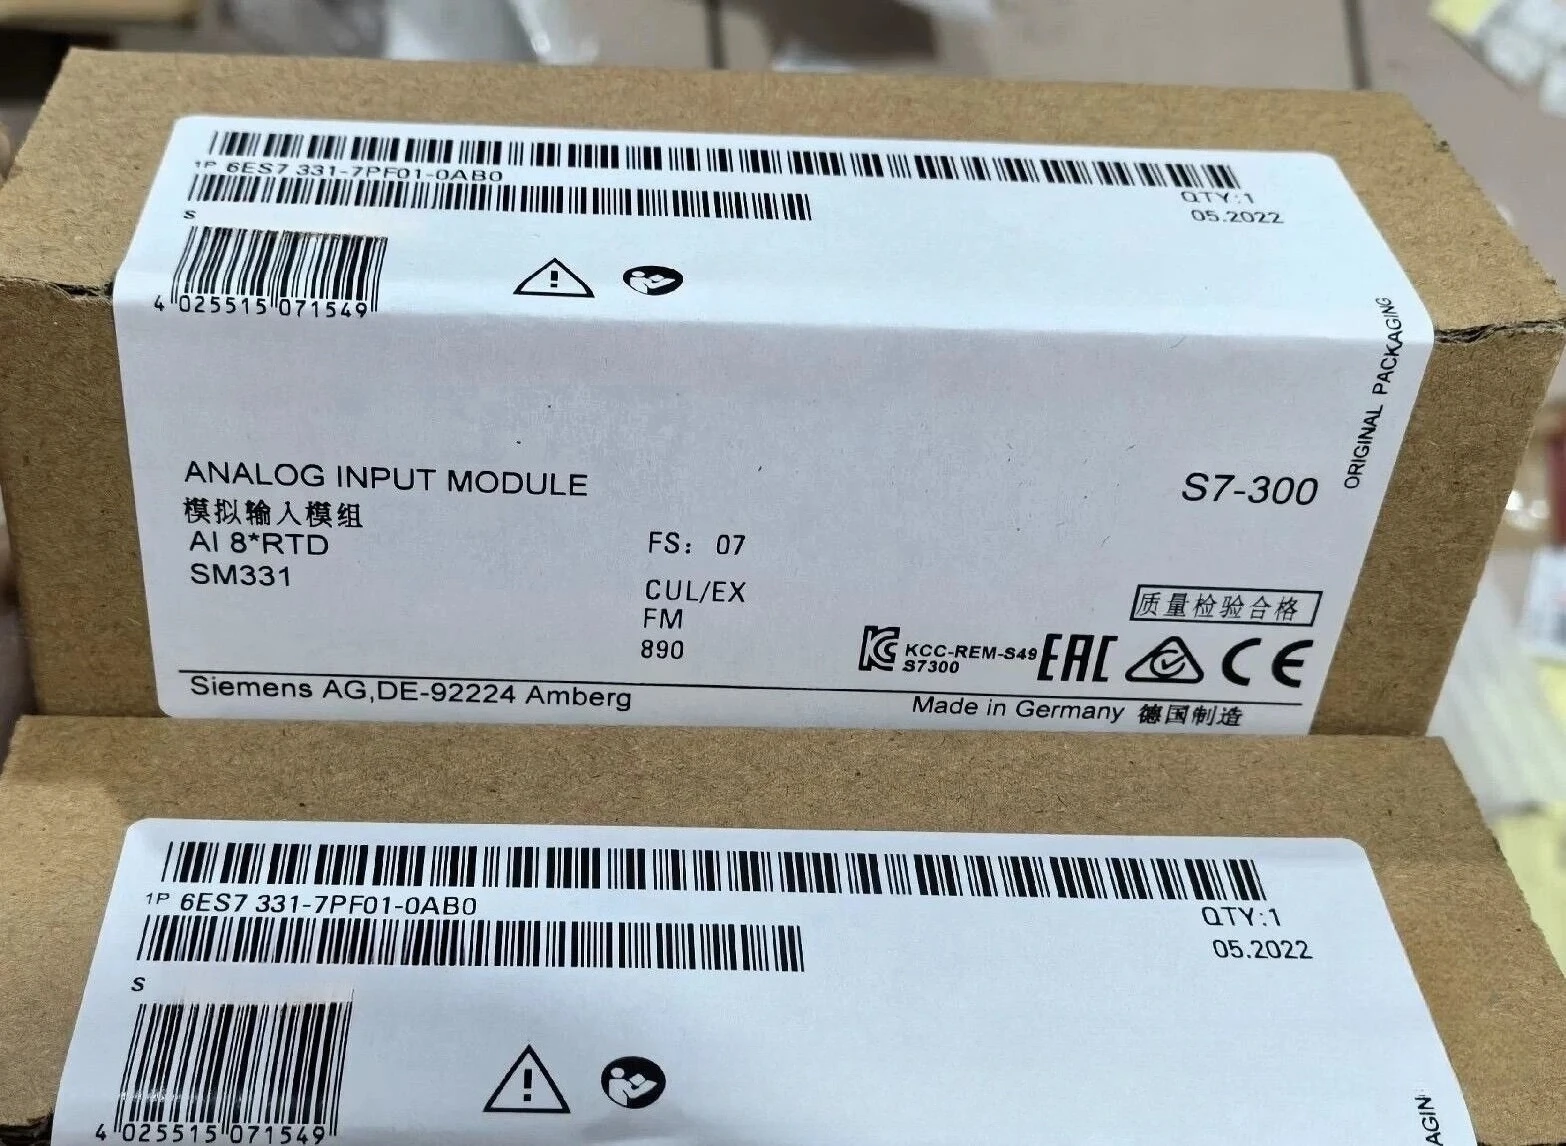 1P 6ES7 331-7PF01-0AB0
QTY:1
S
05.2022
4 025515 071549
ORIGINAL PACKAGING
ANALOG INPUT MODULE
S7-300
模拟输入模组
AI 8*RTD
FS: 07
SM331
CUL/EX
FM
890
质量检验合格
KCC-REM-S49
S7300
EAC
CE
Siemens AG,DE-92224 Amberg
Made in Germany 德国制造
1P 6ES7 331-7PF01-0AB0
QTY:1
05.2022
S
4 025515 071549
AGIN